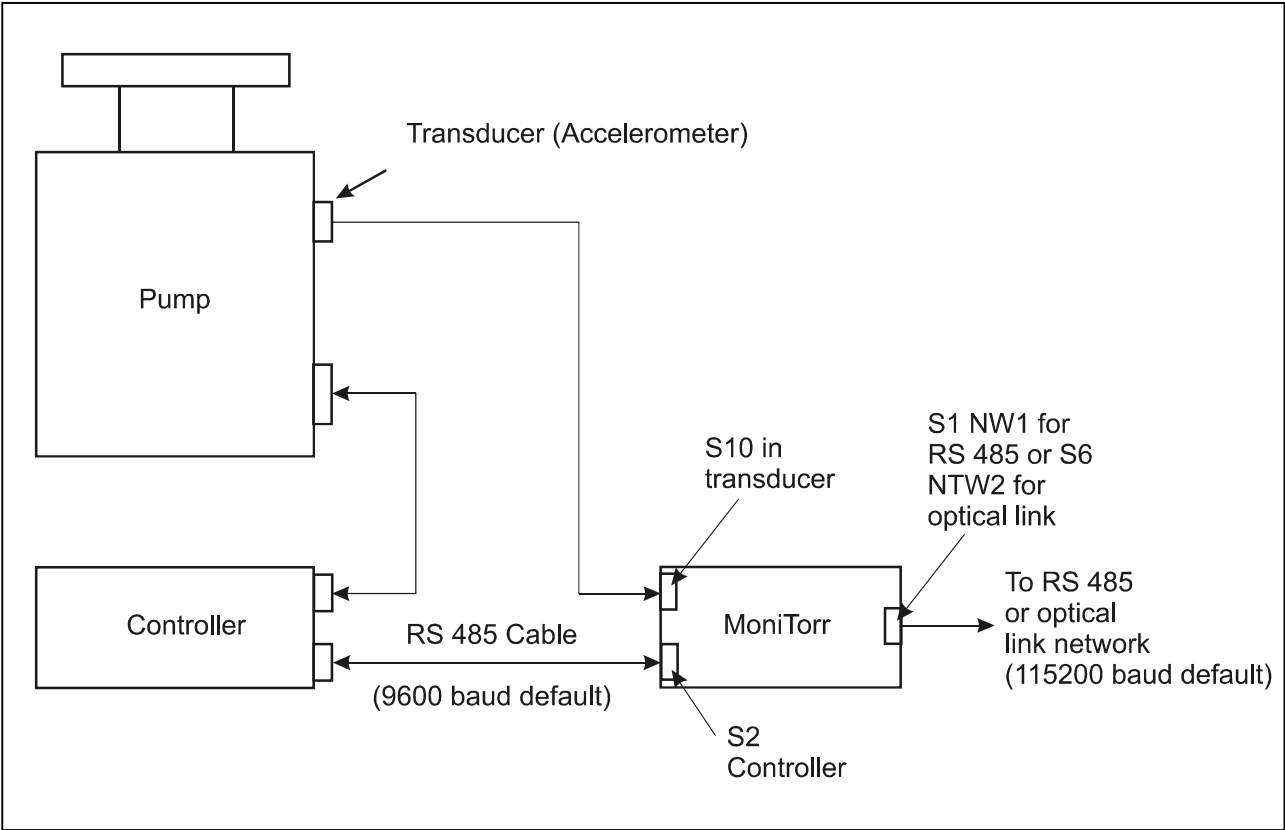 Transducer (Accelerometer)
Pump
S10 in
transducer
S1 NW1 for
RS 485 or S6
NTW2 for
optical link
Controller
RS 485 Cable
(9600 baud default)
MoniTorr
To RS 485
or optical
link network
(115200 baud default)
S2
Controller